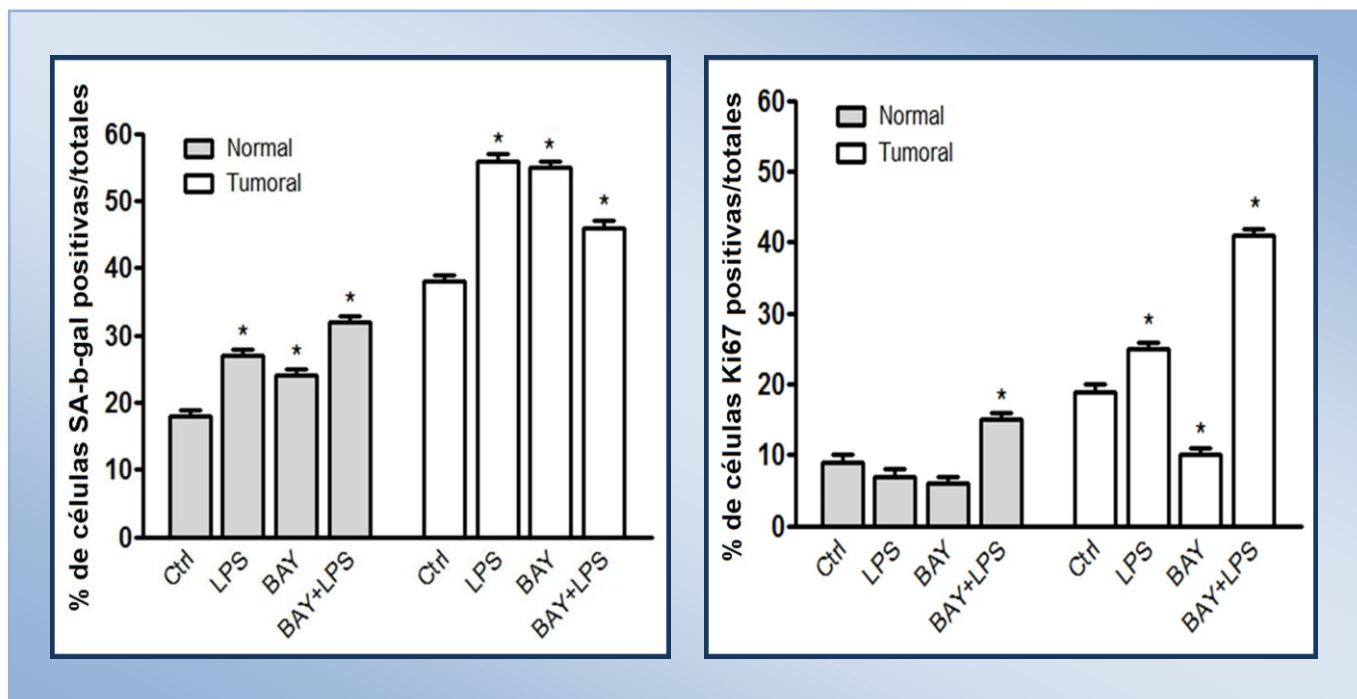 % de células SA-b-gal positivas/totales
60
50
40
30
20
10
0
Normal
Tumoral
*
*
*
*
*
*
Ctrl
LPS
BAY
BAY+LPS
Ctrl
LPS
BAY
BAY+LPS
% de células Ki67 positivas/totales
60
50
40
30
20
10
0
Normal
Tumoral
*
*
*
*
Ctrl
LPS
BAY
BAY+LPS
Ctrl
LPS
BAY
BAY+LPS